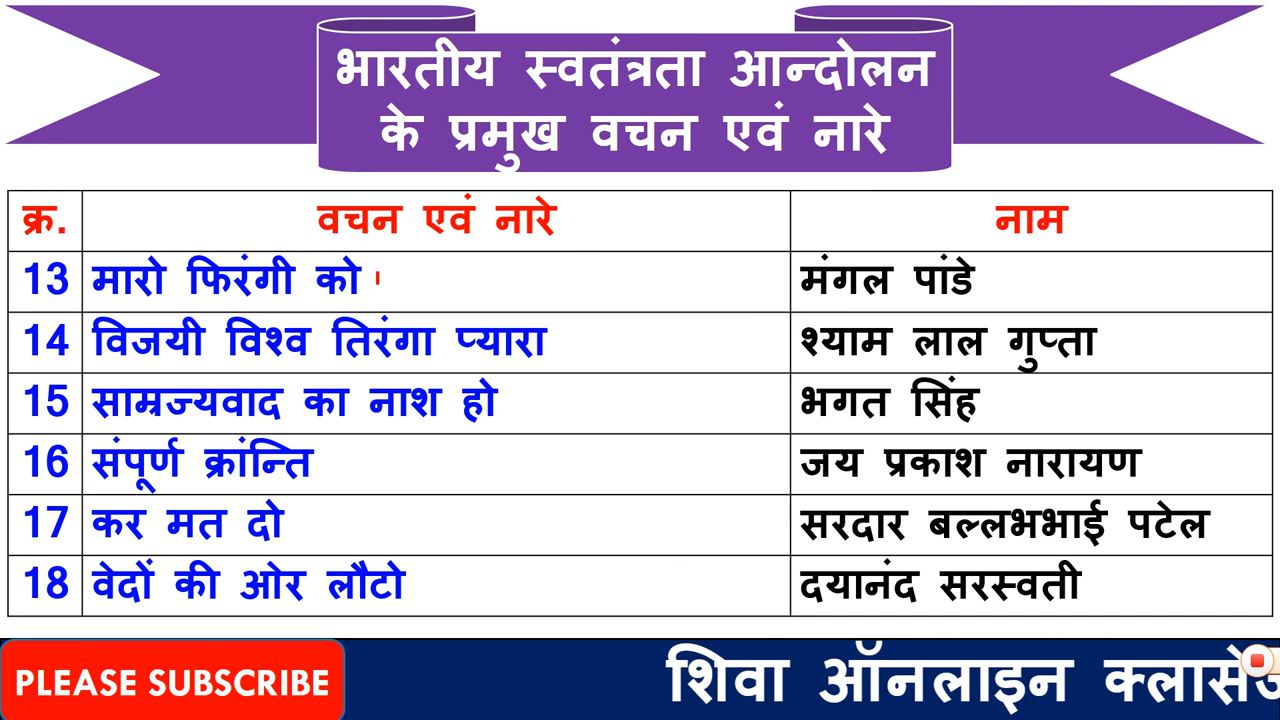 भारतीय स्वतंत्रता आन्दोलन
के प्रमुख वचन एवं नारे
क्र. वचन एवं नारे नाम
13 मारो फिरंगी को मंगल पांडे
14 विजयी विश्व तिरंगा प्यारा श्याम लाल गुप्ता
15 साम्रज्यवाद का नाश हो भगत सिंह
16 संपूर्ण क्रांन्ति जय प्रकाश नारायण
17 कर मत दो सरदार बल्लभभाई पटेल
18 वेदों की ओर लौटो दयानंद सरस्वती
PLEASE SUBSCRIBE शिवा ऑनलाइन